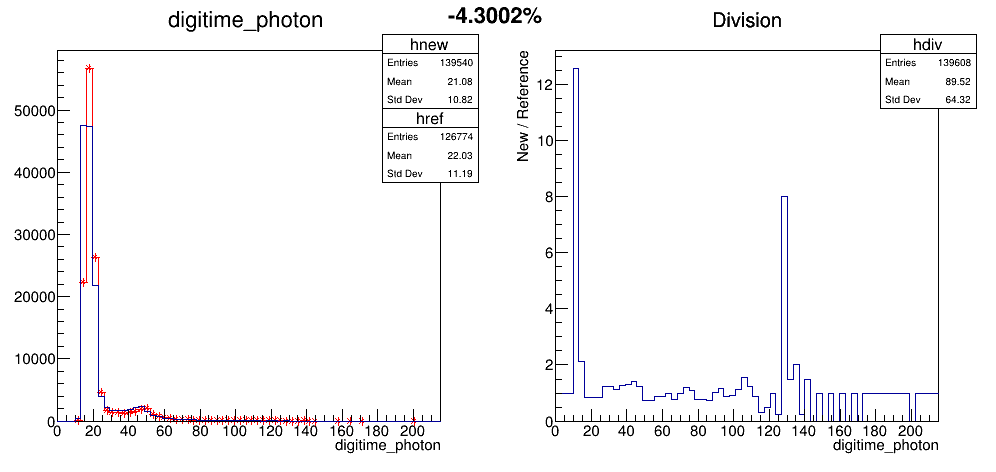 -4.3002%
digitime_photon
hnew
Entries 139540
Mean 21.08
Std Dev 10.82
href
Entries 126774
Mean 22.03
Std Dev 11.19
50000
40000
30000
20000
10000
0
0 20 40 60 80 100 120 140 160 180 200
digitime_photon
Division
hdiv
Entries 139608
Mean 89.52
Std Dev 64.32
New / Reference
12
10
8
6
4
2
0
0 20 40 60 80 100 120 140 160 180 200
digitime_photon